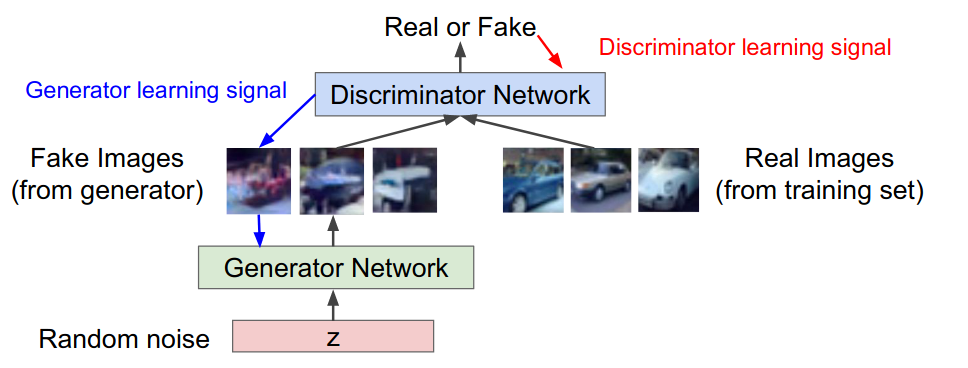 Real or Fake
Discriminator learning signal
Generator learning signal
Discriminator Network
Fake Images
(from generator)
Real Images
(from training set)
Generator Network
Random noise
z